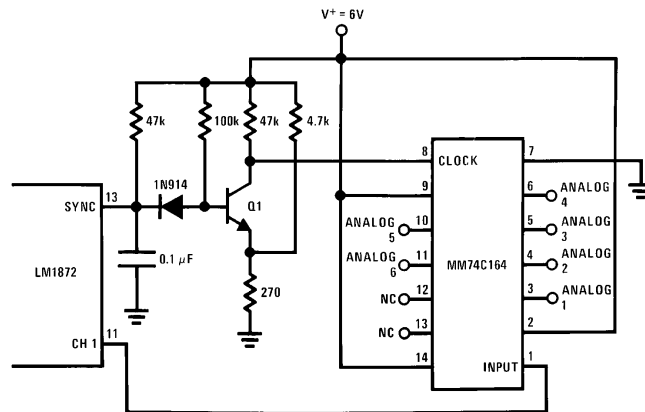 V⁺ = 6V
47k
100k
47k
4.7k
1N914
Q1
13
SYNC
0.1 μF
270
LM1872
11
CH 1
8
CLOCK
7
9
6
ANALOG
4
ANALOG
5
10
5
ANALOG
3
MM74C164
ANALOG
6
11
4
ANALOG
2
NC
12
3
ANALOG
1
NC
13
2
14
INPUT
1